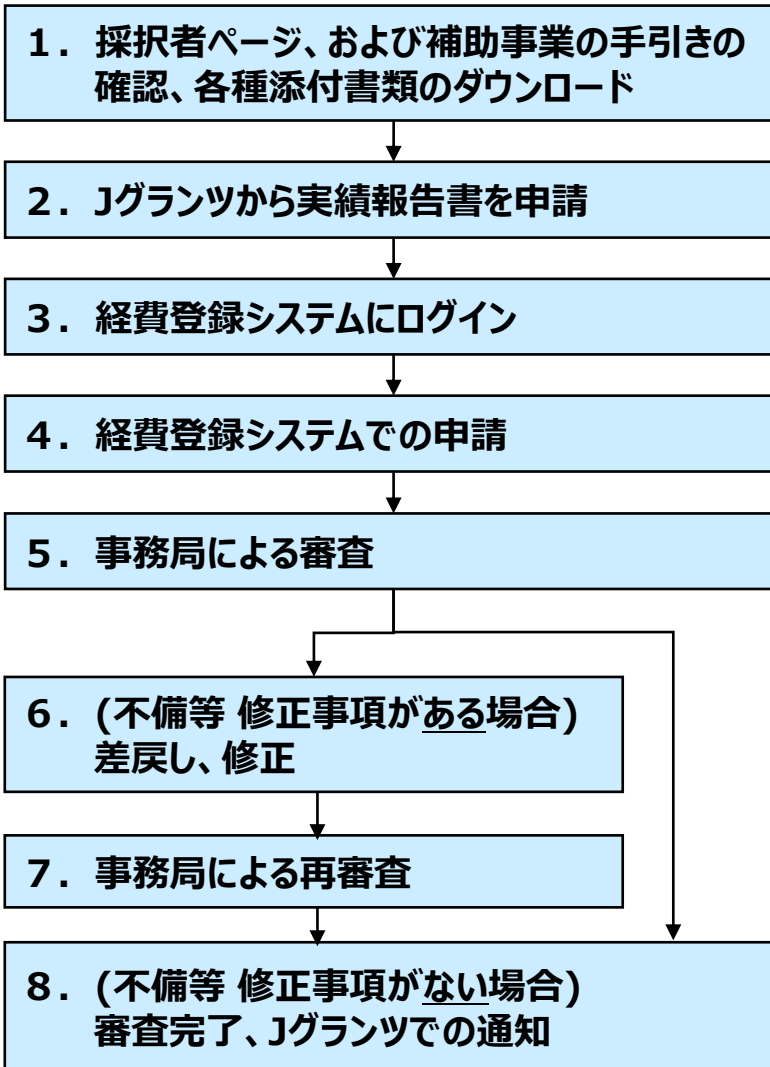 1. 採択者ページ、および補助事業の手引きの
確認、各種添付書類のダウンロード
2. Jグランツから実績報告書を申請
3. 経費登録システムにログイン
4. 経費登録システムでの申請
5. 事務局による審査
6. (不備等 修正事項がある場合)
差戻し、修正
7. 事務局による再審査
8. (不備等 修正事項がない場合)
審査完了、Jグランツでの通知